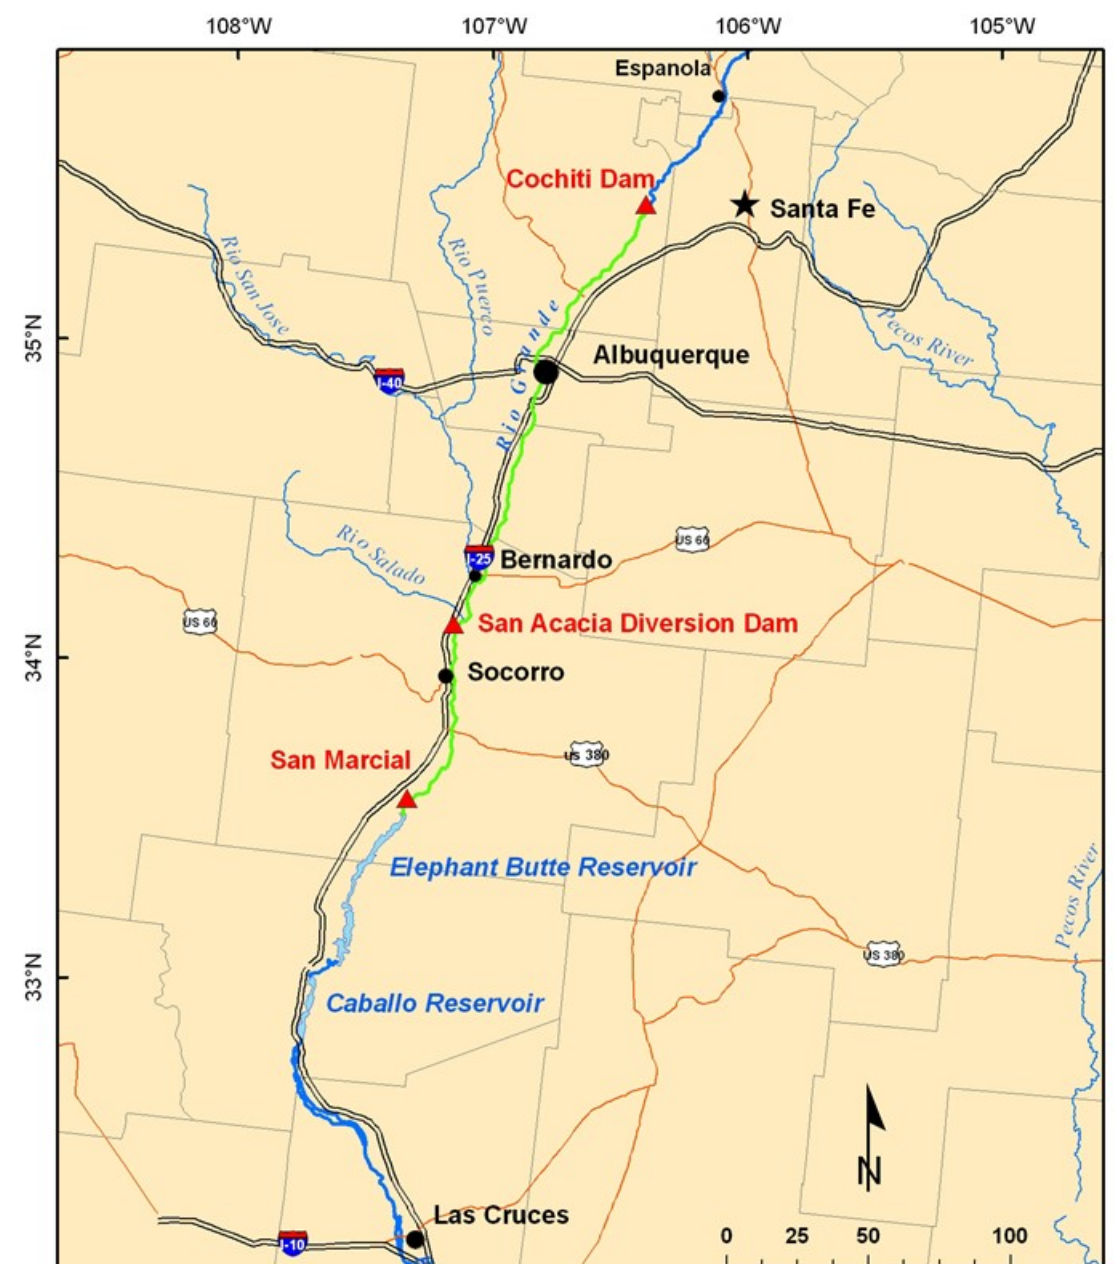 108°W 107°W 106°W 105°W
Espanola
Cochiti Dam
Santa Fe
Rio San Jose
Rio Puerco
Rio Grande
Pecos River
35°N
Albuquerque
I-40
Rio Salado
US 60
I-25
Bernardo
US 60
San Acacia Diversion Dam
34°N
Socorro
San Marcial
us 380
Elephant Butte Reservoir
Pecos River
US 380
33°N
Caballo Reservoir
N
Las Cruces
I-10
0 25 50 100